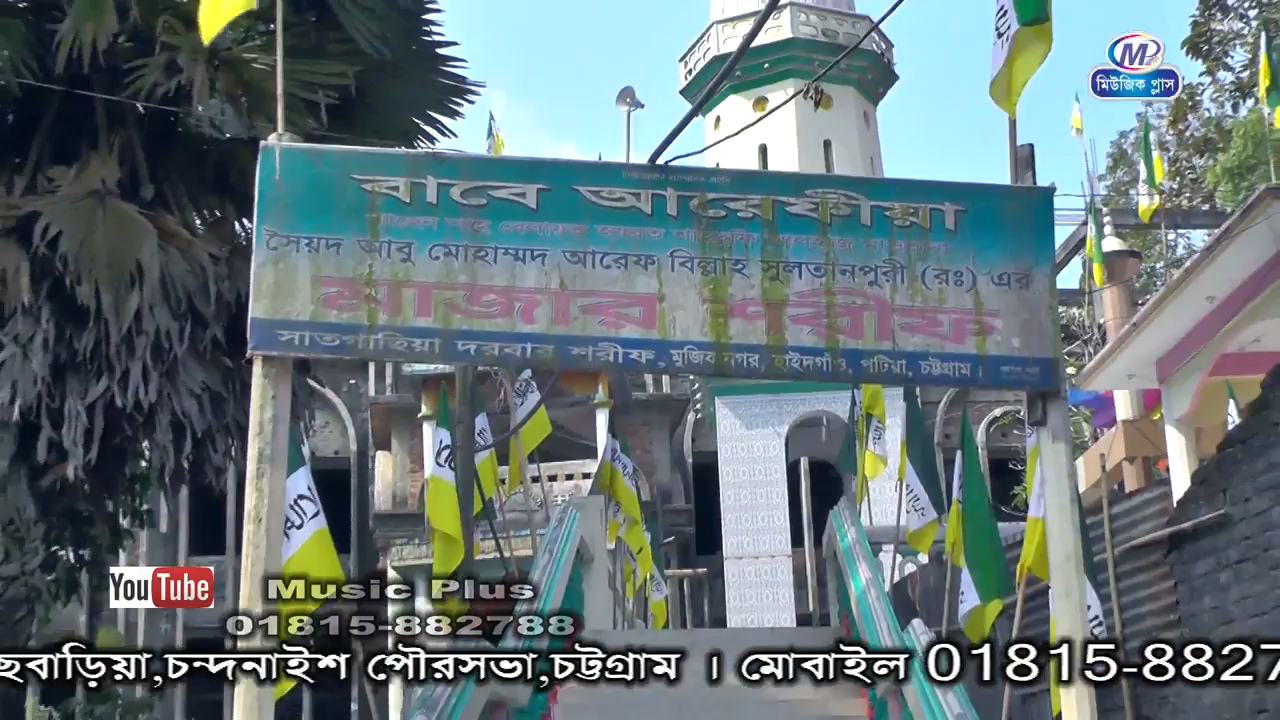 মিউজিক প্লাস
বাবে আরেফীয়া
সৈয়দ আবু মোহাম্মদ আরেফ বিল্লাহ সুলতানপুরী (রঃ) এর
মাজার শরীফ
সাতগাছিয়া দরবার শরীফ, মুজিব নগর, হাইদগাঁও, পটিয়া, চট্টগ্রাম।
YouTube
Music Plus
01815-882788
ছবাড়িয়া,চন্দনাইশ পৌরসভা,চট্টগ্রাম । মোবাইল 01815-8827